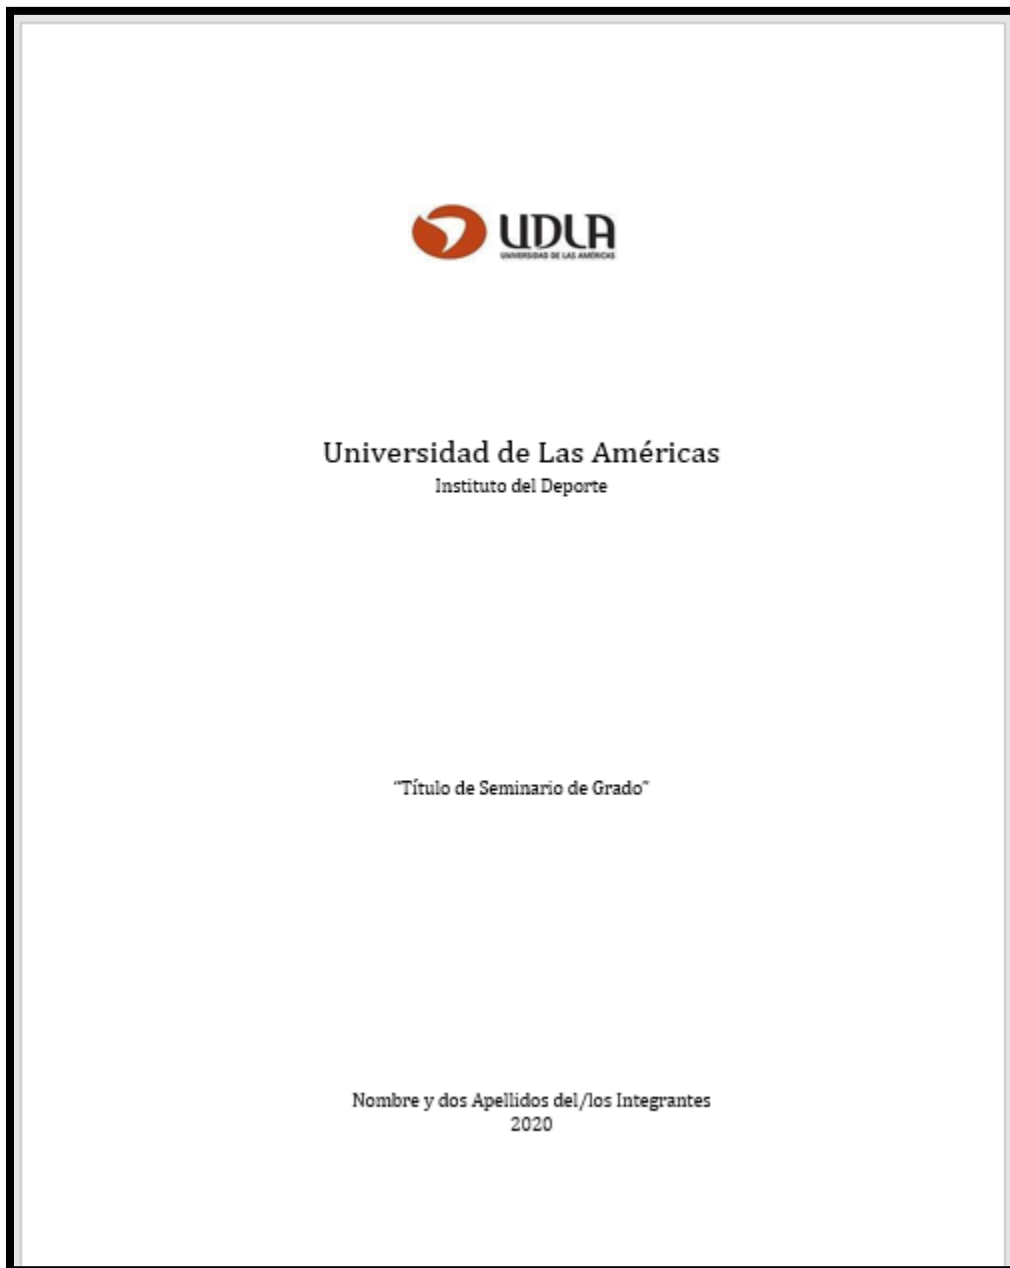 UDLA
UNIVERSIDAD DE LAS AMÉRICAS
Universidad de Las Américas
Instituto del Deporte
“Título de Seminario de Grado”
Nombre y dos Apellidos del/los Integrantes
2020